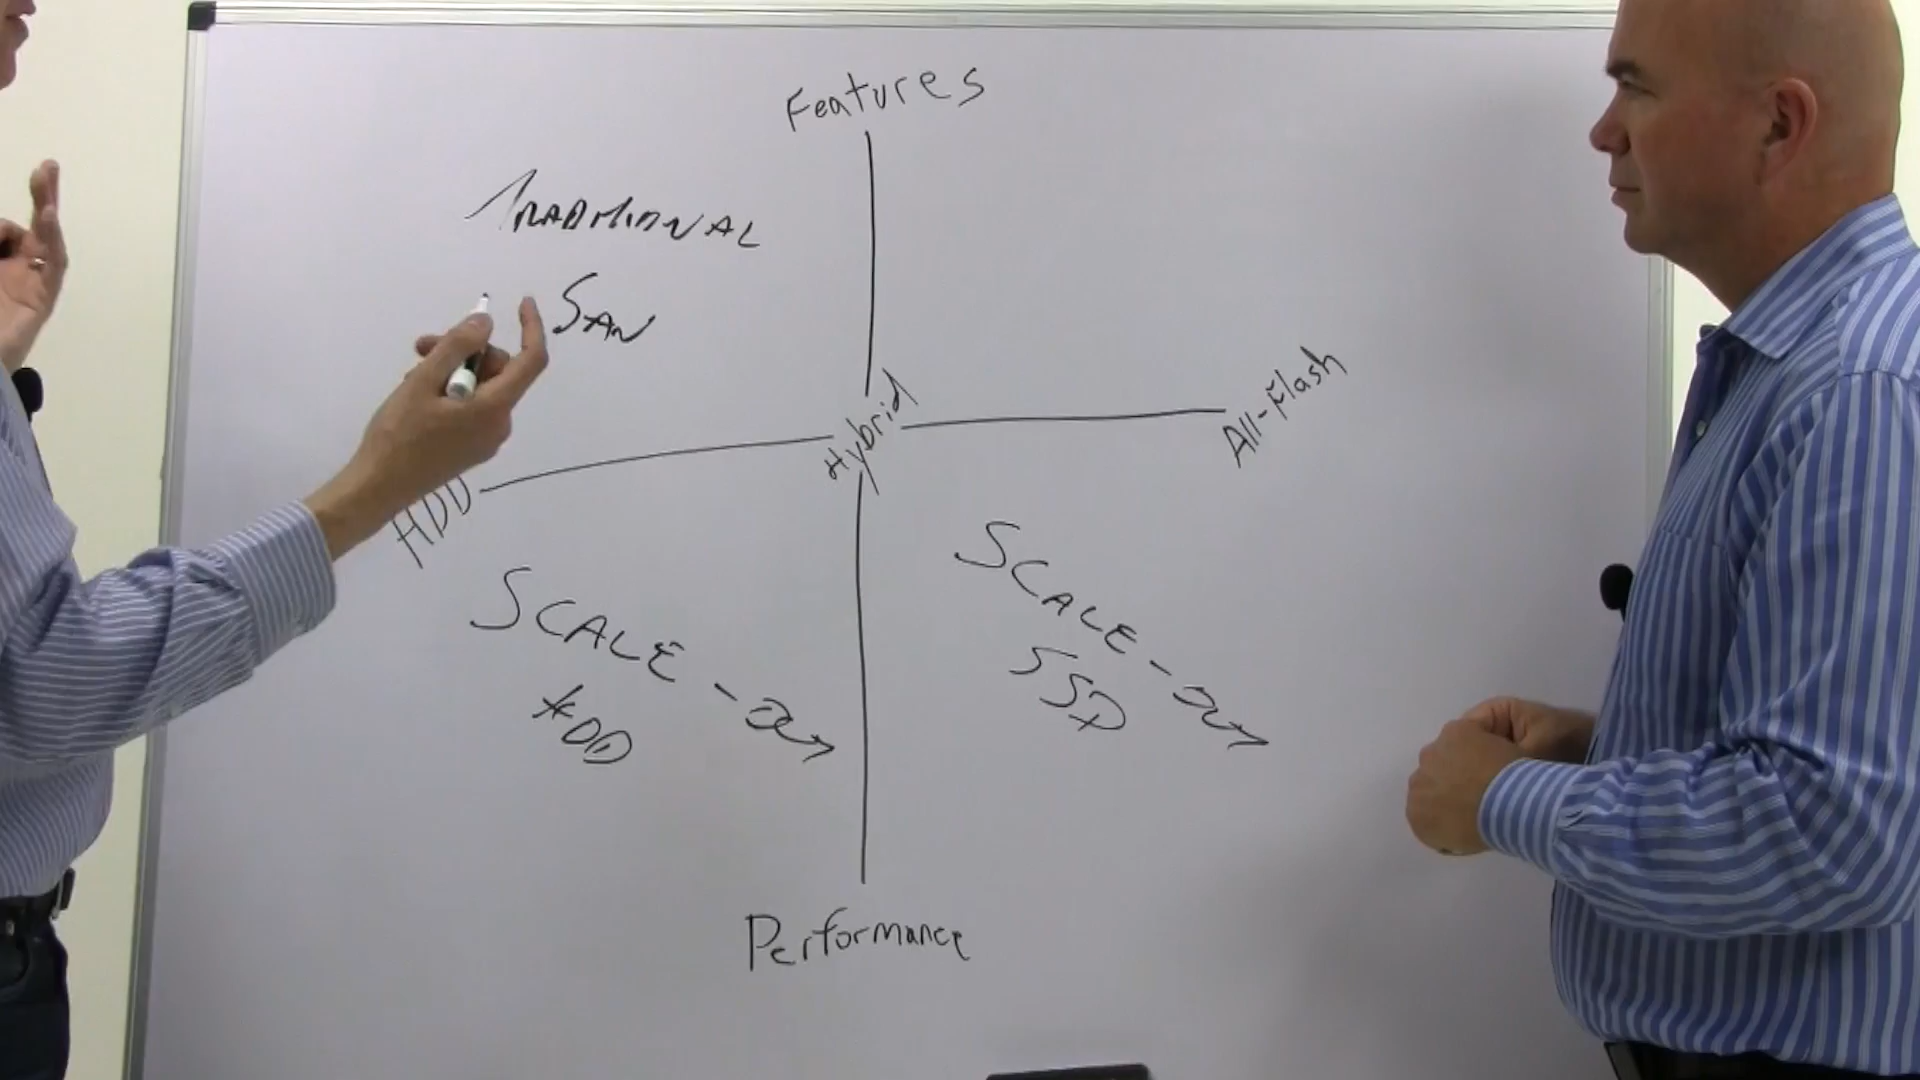 Features
TRADITIONAL
SAN
Hybrid
All-Flash
HDD
SCALE-Out
HDD
SCALE-Out
SSD
Performance